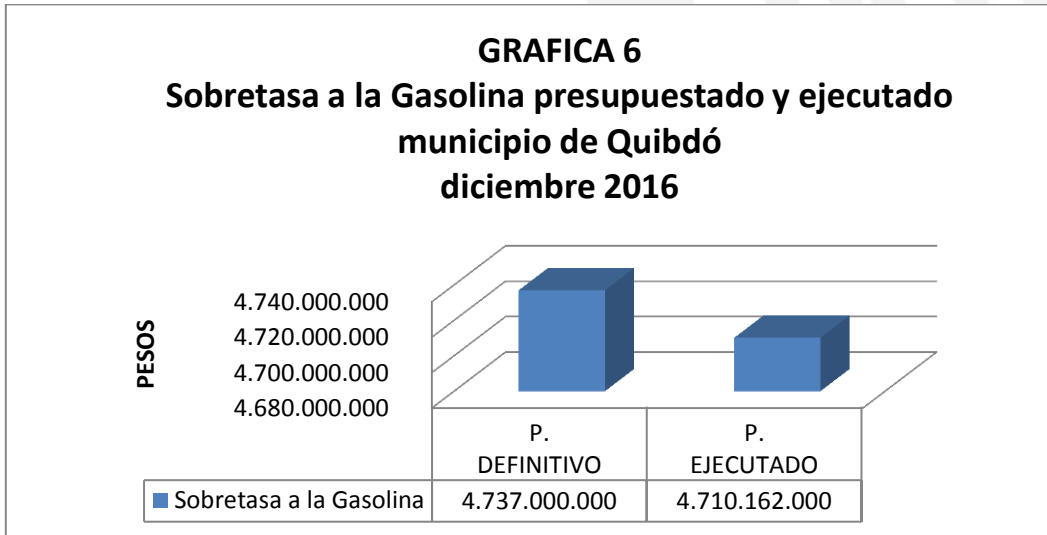 GRAFICA 6
Sobretasa a la Gasolina presupuestado y ejecutado
municipio de Quibdó
diciembre 2016
PESOS
4.740.000.000
4.720.000.000
4.700.000.000
4.680.000.000
P.
DEFINITIVO
P.
EJECUTADO
Sobretasa a la Gasolina 4.737.000.000 4.710.162.000